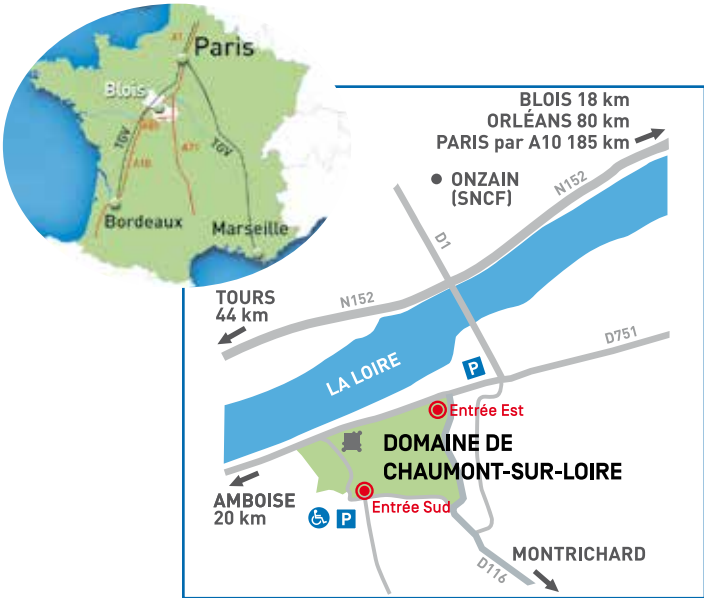 A1
Paris
Blois
TGV
A10
A71
TGV
Bordeaux
Marseille
BLOIS 18 km
ORLÉANS 80 km
PARIS par A10 185 km
ONZAIN
(SNCF)
N152
D1
TOURS
44 km
N152
D751
LA LOIRE
P
Entrée Est
DOMAINE DE
CHAUMONT-SUR-LOIRE
AMBOISE
20 km
Entrée Sud
P
MONTRICHARD
D116